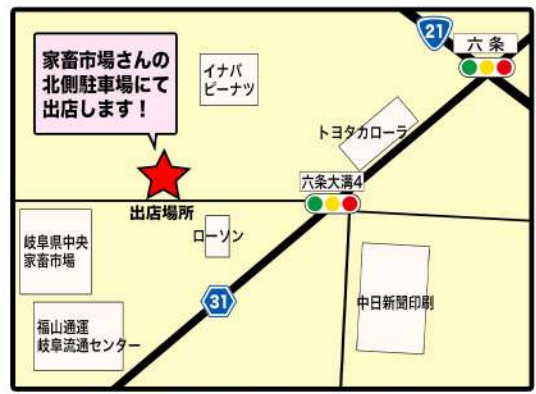 家畜市場さんの
北側駐車場にて
出店します！
イナバ
ピーナツ
21
六条
トヨタカローラ
六条大溝4
出店場所
ローソン
岐阜県中央
家畜市場
31
中日新聞印刷
福山通運
岐阜流通センター